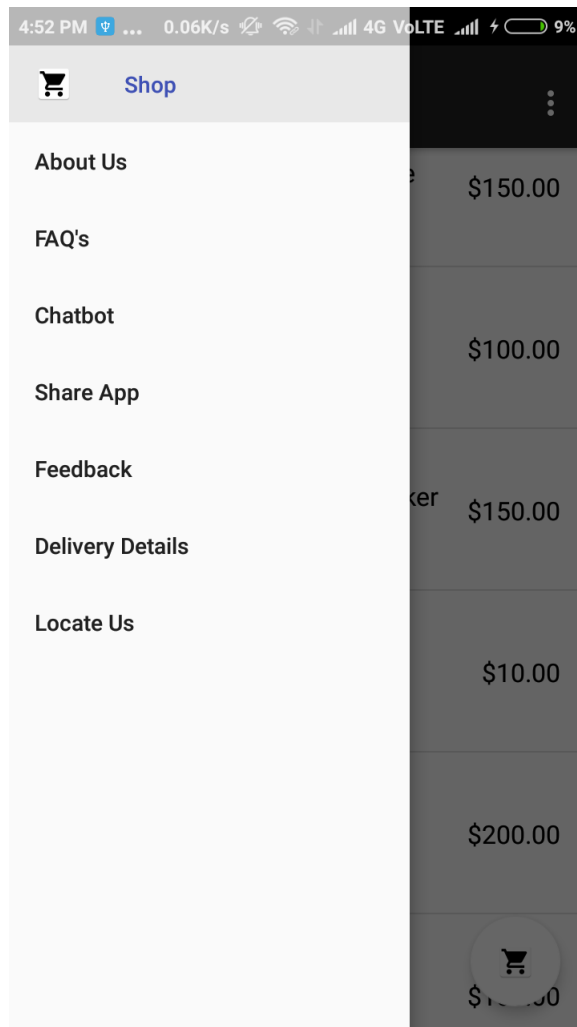 4:52 PM ... 0.06K/s 4G VoLTE 9%
Shop
About Us
$150.00
FAQ's
Chatbot
$100.00
Share App
Feedback
ker
$150.00
Delivery Details
Locate Us
$10.00
$200.00